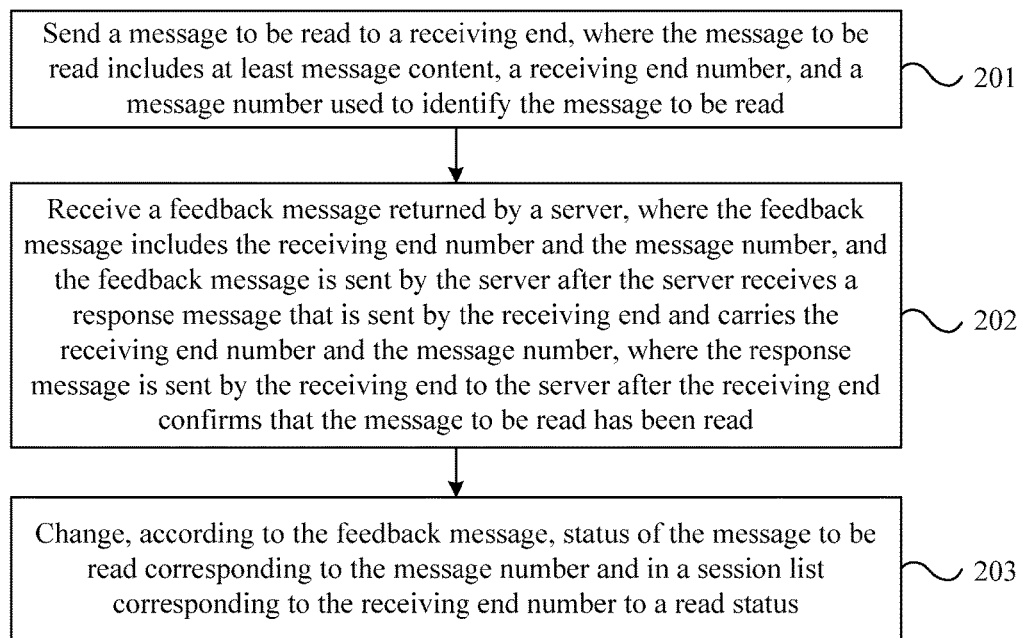 Send a message to be read to a receiving end, where the message to be
read includes at least message content, a receiving end number, and a
message number used to identify the message to be read
201
Receive a feedback message returned by a server, where the feedback
message includes the receiving end number and the message number, and
the feedback message is sent by the server after the server receives a
response message that is sent by the receiving end and carries the
receiving end number and the message number, where the response
message is sent by the receiving end to the server after the receiving end
confirms that the message to be read has been read
202
Change, according to the feedback message, status of the message to be
read corresponding to the message number and in a session list
corresponding to the receiving end number to a read status
203